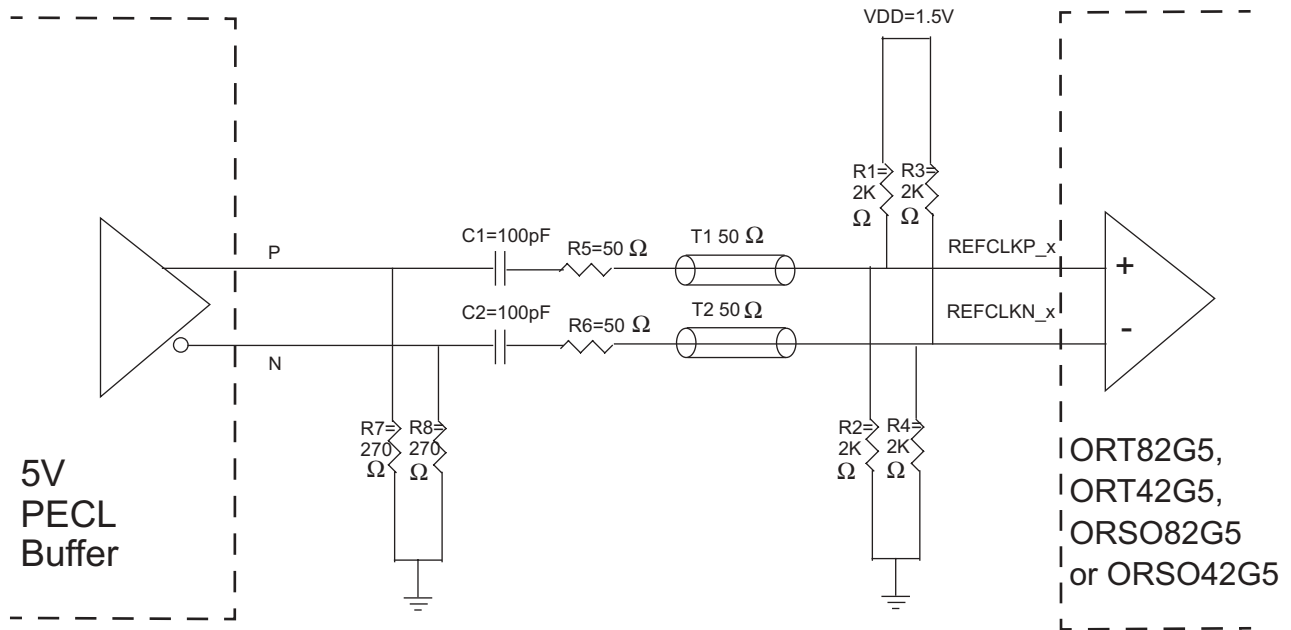 VDD=1.5V
R1=
2K
Ω
R3=
2K
Ω
P
C1=100pF
R5=50 Ω
T1 50 Ω
REFCLKP_x
+
C2=100pF
R6=50 Ω
T2 50 Ω
REFCLKN_x
-
N
R7=
270
Ω
R8=
270
Ω
R2=
2K
Ω
R4=
2K
Ω
5V
PECL
Buffer
ORT82G5,
ORT42G5,
ORSO82G5
or ORSO42G5